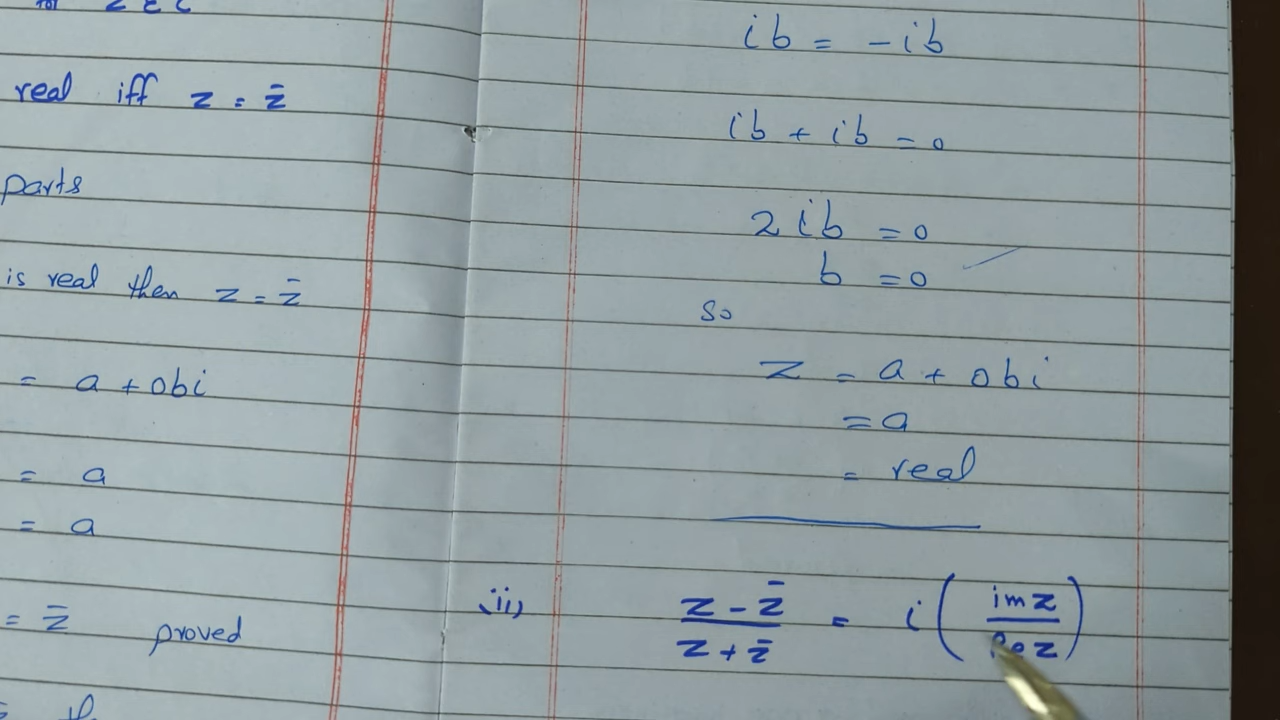 for z ∈ C
real iff z = z̄
parts
is real then z = z̄
= a + 0bi
= a
= a
= z̄ proved
ib = -ib
ib + ib = 0
2ib = 0
b = 0
so
z = a + 0bi
= a
= real
(ii) (z - z̄)/(z + z̄) = i(im z/Re z)